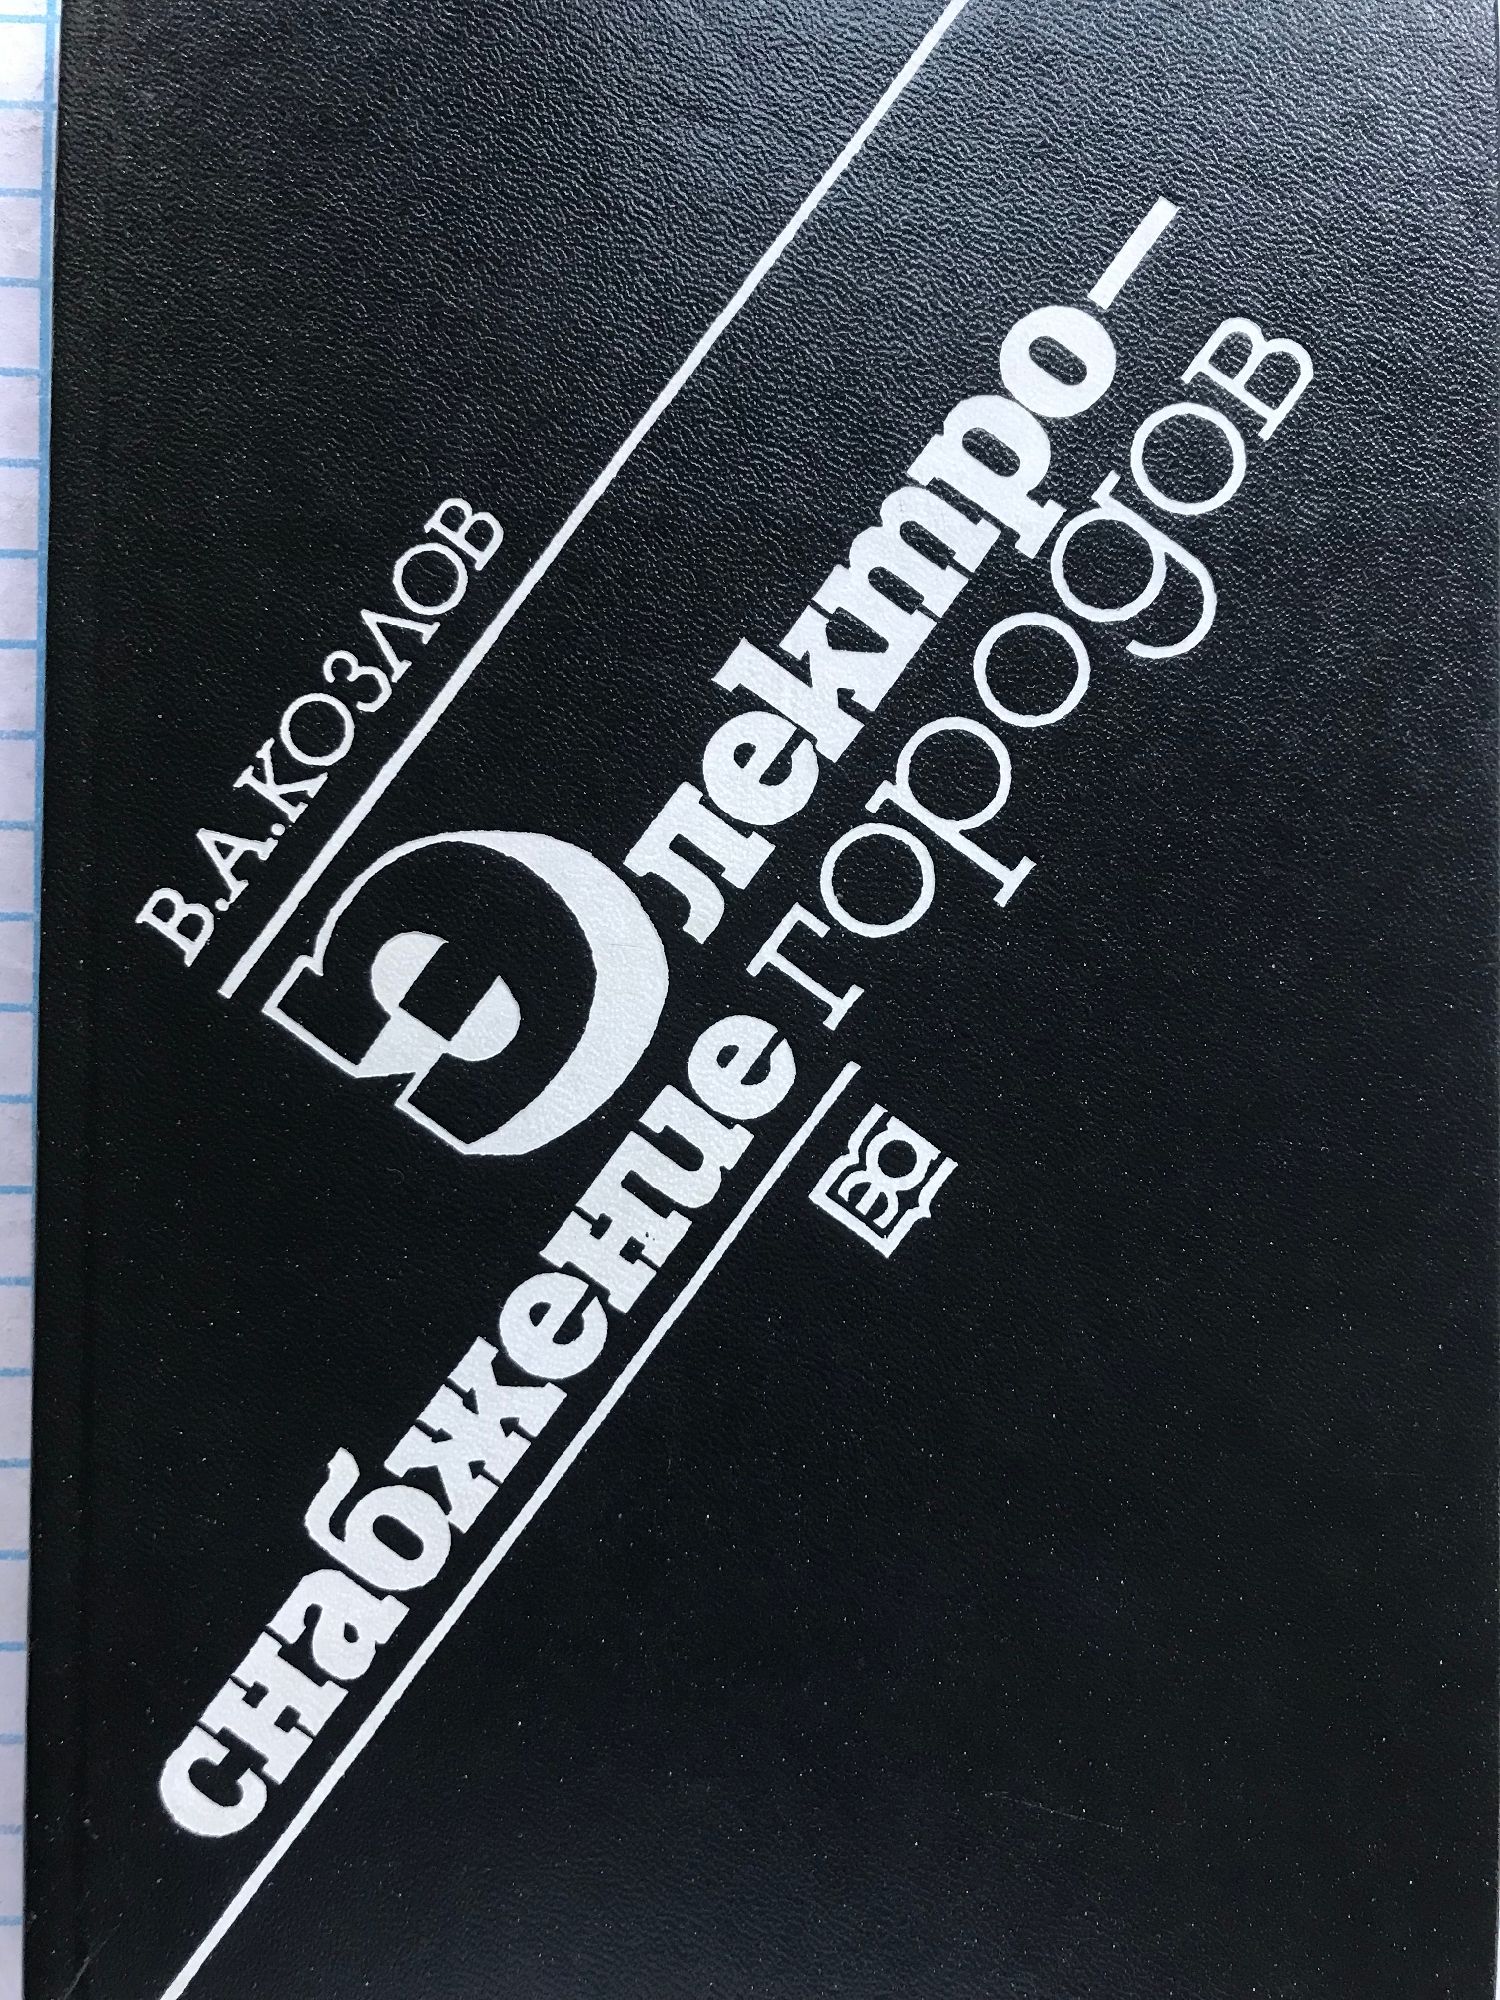 В.А.КОЗЛОВ
Электро-
снабжение
городов